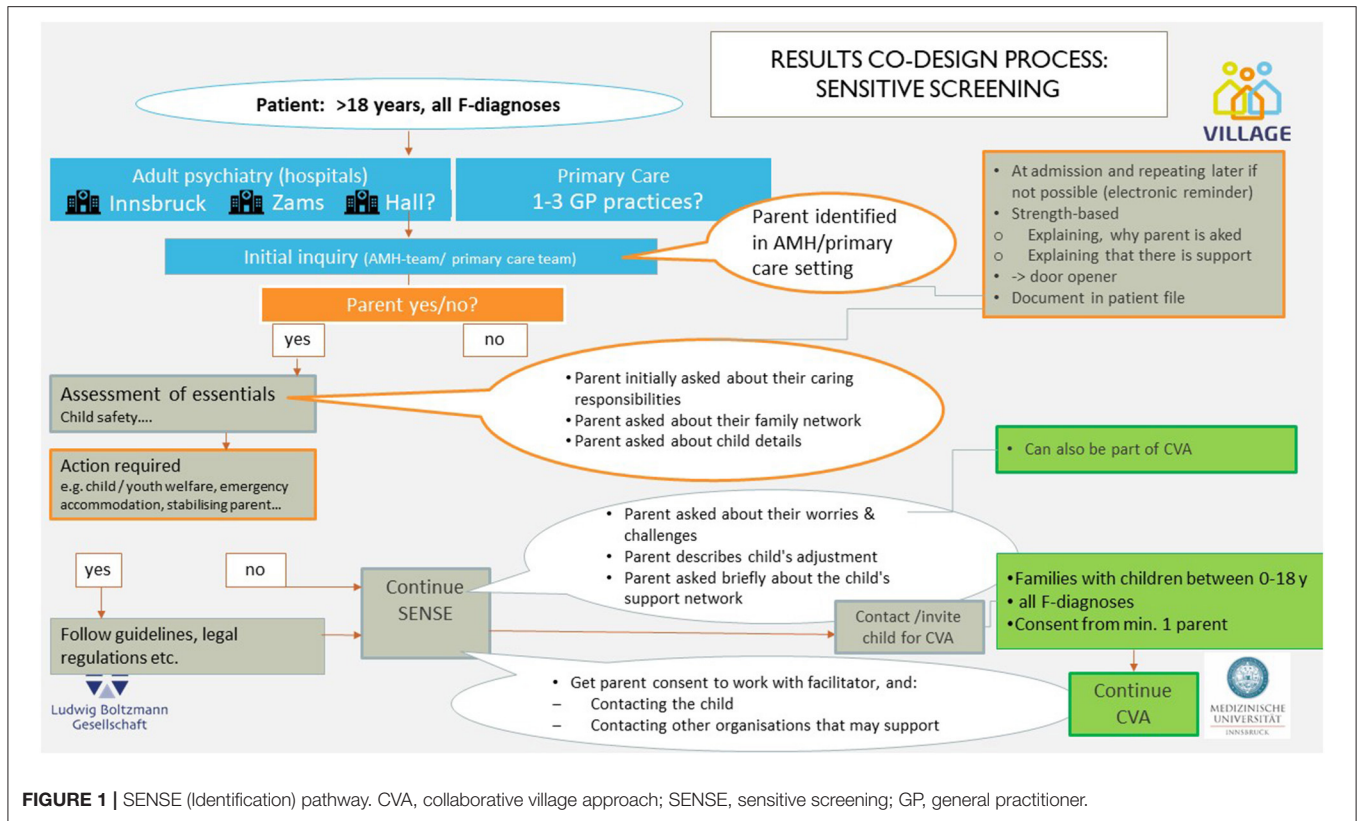 RESULTS CO-DESIGN PROCESS:
SENSITIVE SCREENING
VILLAGE
Patient: >18 years, all F-diagnoses
Adult psychiatry (hospitals)
Innsbruck Zams Hall?
Primary Care
1-3 GP practices?
• At admission and repeating later if
not possible (electronic reminder)
• Strength-based
o Explaining, why parent is aked
o Explaining that there is support
• -> door opener
• Document in patient file
Parent identified
in AMH/primary
care setting
Initial inquiry (AMH-team/ primary care team)
Parent yes/no?
yes
no
Assessment of essentials
Child safety....
• Parent initially asked about their caring
responsibilities
• Parent asked about their family network
• Parent asked about child details
Action required
e.g. child / youth welfare, emergency
accommodation, stabilising parent...
• Can also be part of CVA
• Parent asked about their worries &
challenges
• Parent describes child's adjustment
• Parent asked briefly about the child's
support network
yes
no
Continue
SENSE
Follow guidelines, legal
regulations etc.
Contact /invite
child for CVA
• Families with children between 0-18 y
• all F-diagnoses
• Consent from min. 1 parent
• Get parent consent to work with facilitator, and:
– Contacting the child
– Contacting other organisations that may support
Continue
CVA
Ludwig Boltzmann
Gesellschaft
MEDIZINISCHE
UNIVERSITÄT
INNSBRUCK
FIGURE 1 | SENSE (Identification) pathway. CVA, collaborative village approach; SENSE, sensitive screening; GP, general practitioner.